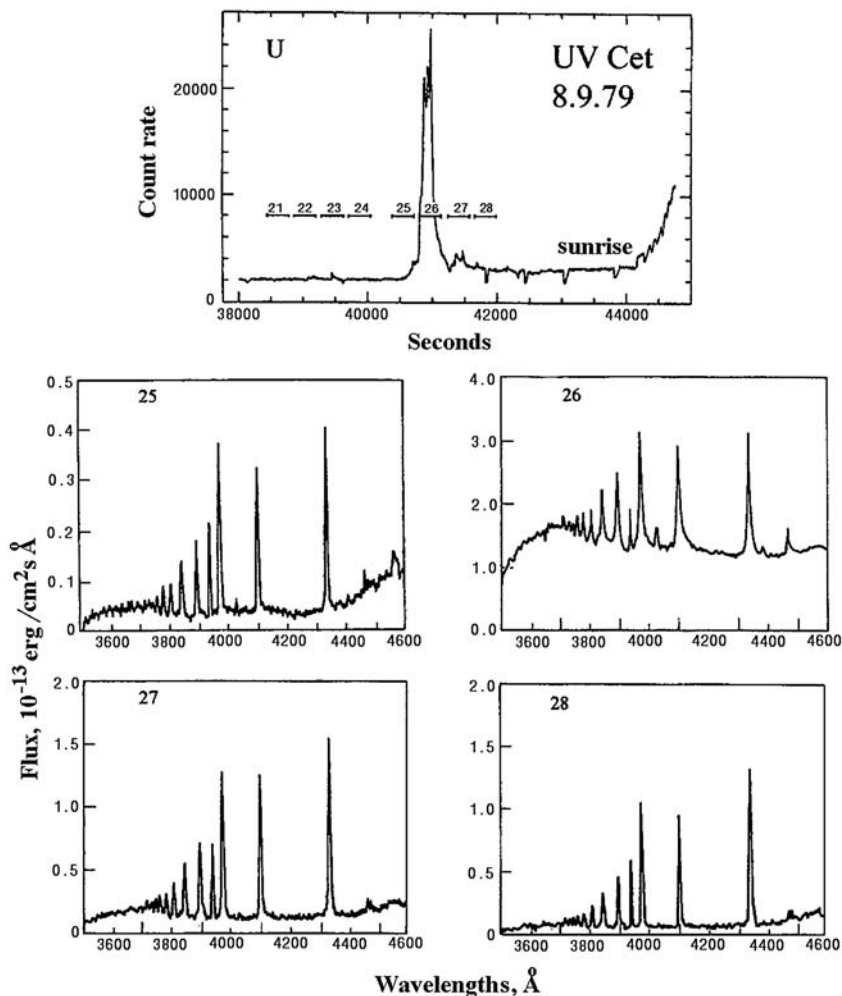 U
UV Cet
8.9.79
Count rate
20000
10000
0
21 22 23 24 25 26 27 28
sunrise
38000 40000 42000 44000
Seconds
Flux, 10⁻¹³ erg /cm² s Å
25
0.5
0.4
0.3
0.2
0.1
0
3600 3800 4000 4200 4400 4600
26
4.0
3.0
2.0
1.0
0.0
3600 3800 4000 4200 4400 4600
27
2.0
1.5
1.0
0.5
0
3600 3800 4000 4200 4400 4600
28
2.0
1.5
1.0
0.5
0
3600 3800 4000 4200 4400 4600
Wavelengths, Å